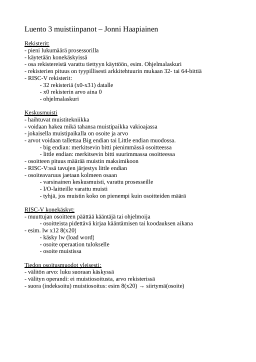 Luento 3 muistiinpanot – Jonni Haapiainen
Rekisterit:
- pieni lukumäärä prosessorilla
- käytetään konekäskyissä
- osa rekistereistä varattu tiettyyn käyttöön, esim. Ohjelmalaskuri
- rekisterien pituus on tyypillisesti arkkitehtuurin mukaan 32- tai 64-bittiä
- RISC-V rekisterit:
- 32 rekisteriä (x0-x31) datalle
- x0 rekisterin arvo aina 0
- ohjelmalaskuri
Keskusmuisti
- haihtuvat muistitekniikka
- voidaan hakea mikä tahansa muistipaikka vakioajassa
- jokaisella muistipaikalla on osoite ja arvo
- arvot voidaan tallettaa Big endian tai Little endian muodossa.
- big endian: merkitsevin bitti pienimmässä osoitteessa
- little endian: merkitsevin bitti suurimmassa osoitteessa
- osoitteen pituus määrää muistin maksimikoon
- RISC-V:ssä tavujen järjestys little endian
- osoiteavaruus jaetaan kolmeen osaan
- varsinainen keskusmuisti, varattu prosesseille
- I/O-laitteille varattu muisti
- tyhjä, jos muistin koko on pienempi kuin osoitteiden määrä
RISC-V konekäskyt:
- muuttujan osoitteen päättää kääntäjä tai ohjelmoija
- osoitteista pidettävä kirjaa kääntämisen tai koodauksen aikana
- esim. lw x12 8(x20)
- käsky lw (load word)
- osoite operaation tulokselle
- osoite muistissa
Tiedon osoitusmuodot yleisesti:
- välitön arvo: luku suoraan käskyssä
- välityn operandi: ei muistiosoitusta, arvo rekisterissä
- suora (indeksoitu) muistiosoitus: esim 8(x20) → siirtymä(osoite)